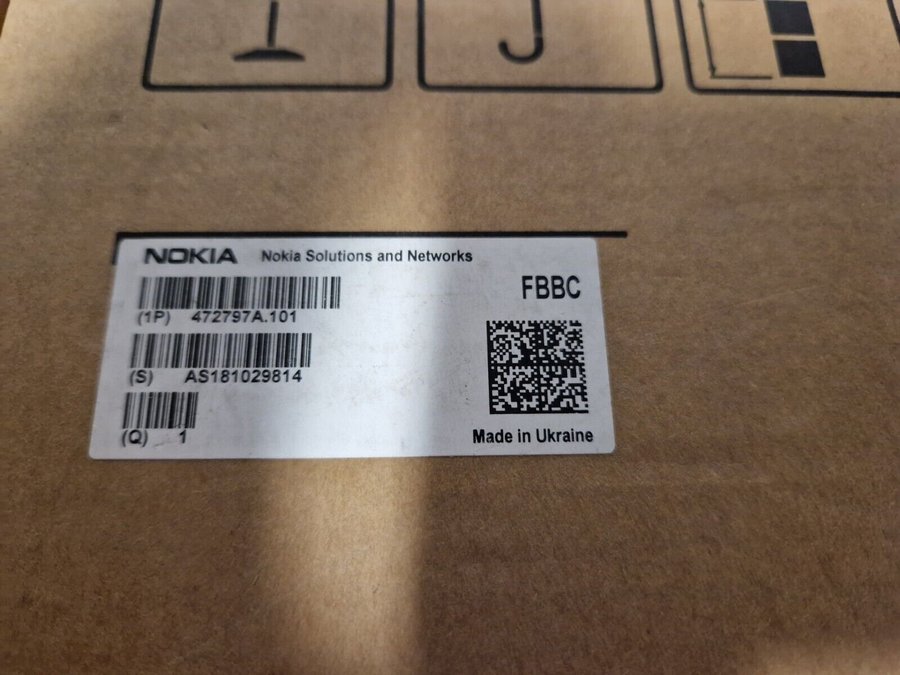 NOKIA Nokia Solutions and Networks
FBBC
(1P) 472797A.101
(S) AS181029814
(Q) 1
Made in Ukraine